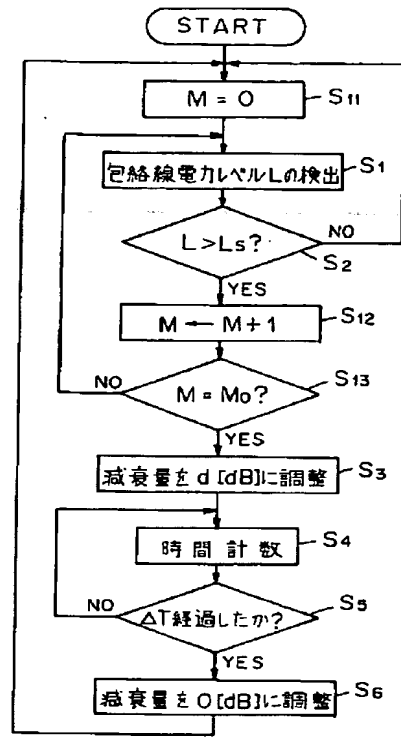 START
M = 0 S11
包絡線電力レベルLの検出 S1
L > Ls? NO
S2
YES
M ← M+1 S12
M = Mo? S13
NO
YES
減衰量をd[dB]に調整 S3
時間計数 S4
ΔT経過したか? S5
NO
YES
減衰量を0[dB]に調整 S6